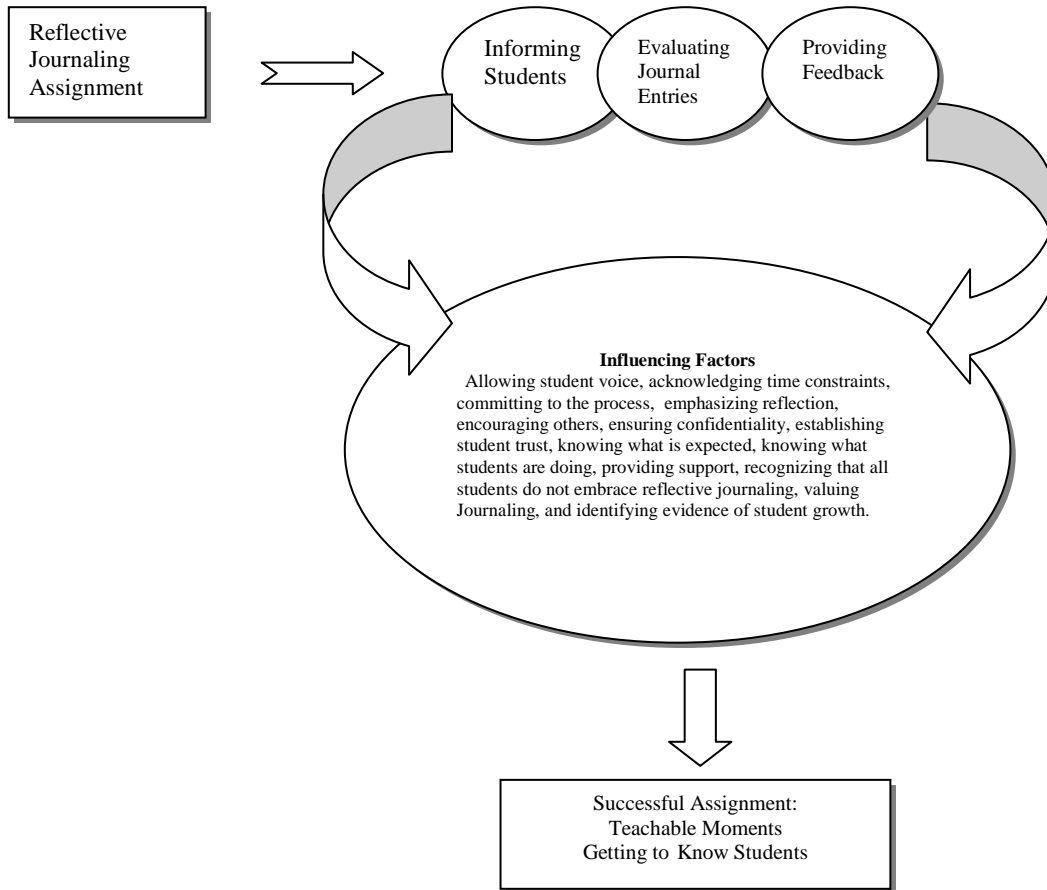 Reflective
Journaling
Assignment
Informing
Students
Evaluating
Journal
Entries
Providing
Feedback
Influencing Factors
Allowing student voice, acknowledging time constraints,
committing to the process, emphasizing reflection,
encouraging others, ensuring confidentiality, establishing
student trust, knowing what is expected, knowing what
students are doing, providing support, recognizing that all
students do not embrace reflective journaling, valuing
Journaling, and identifying evidence of student growth.
Successful Assignment:
Teachable Moments
Getting to Know Students